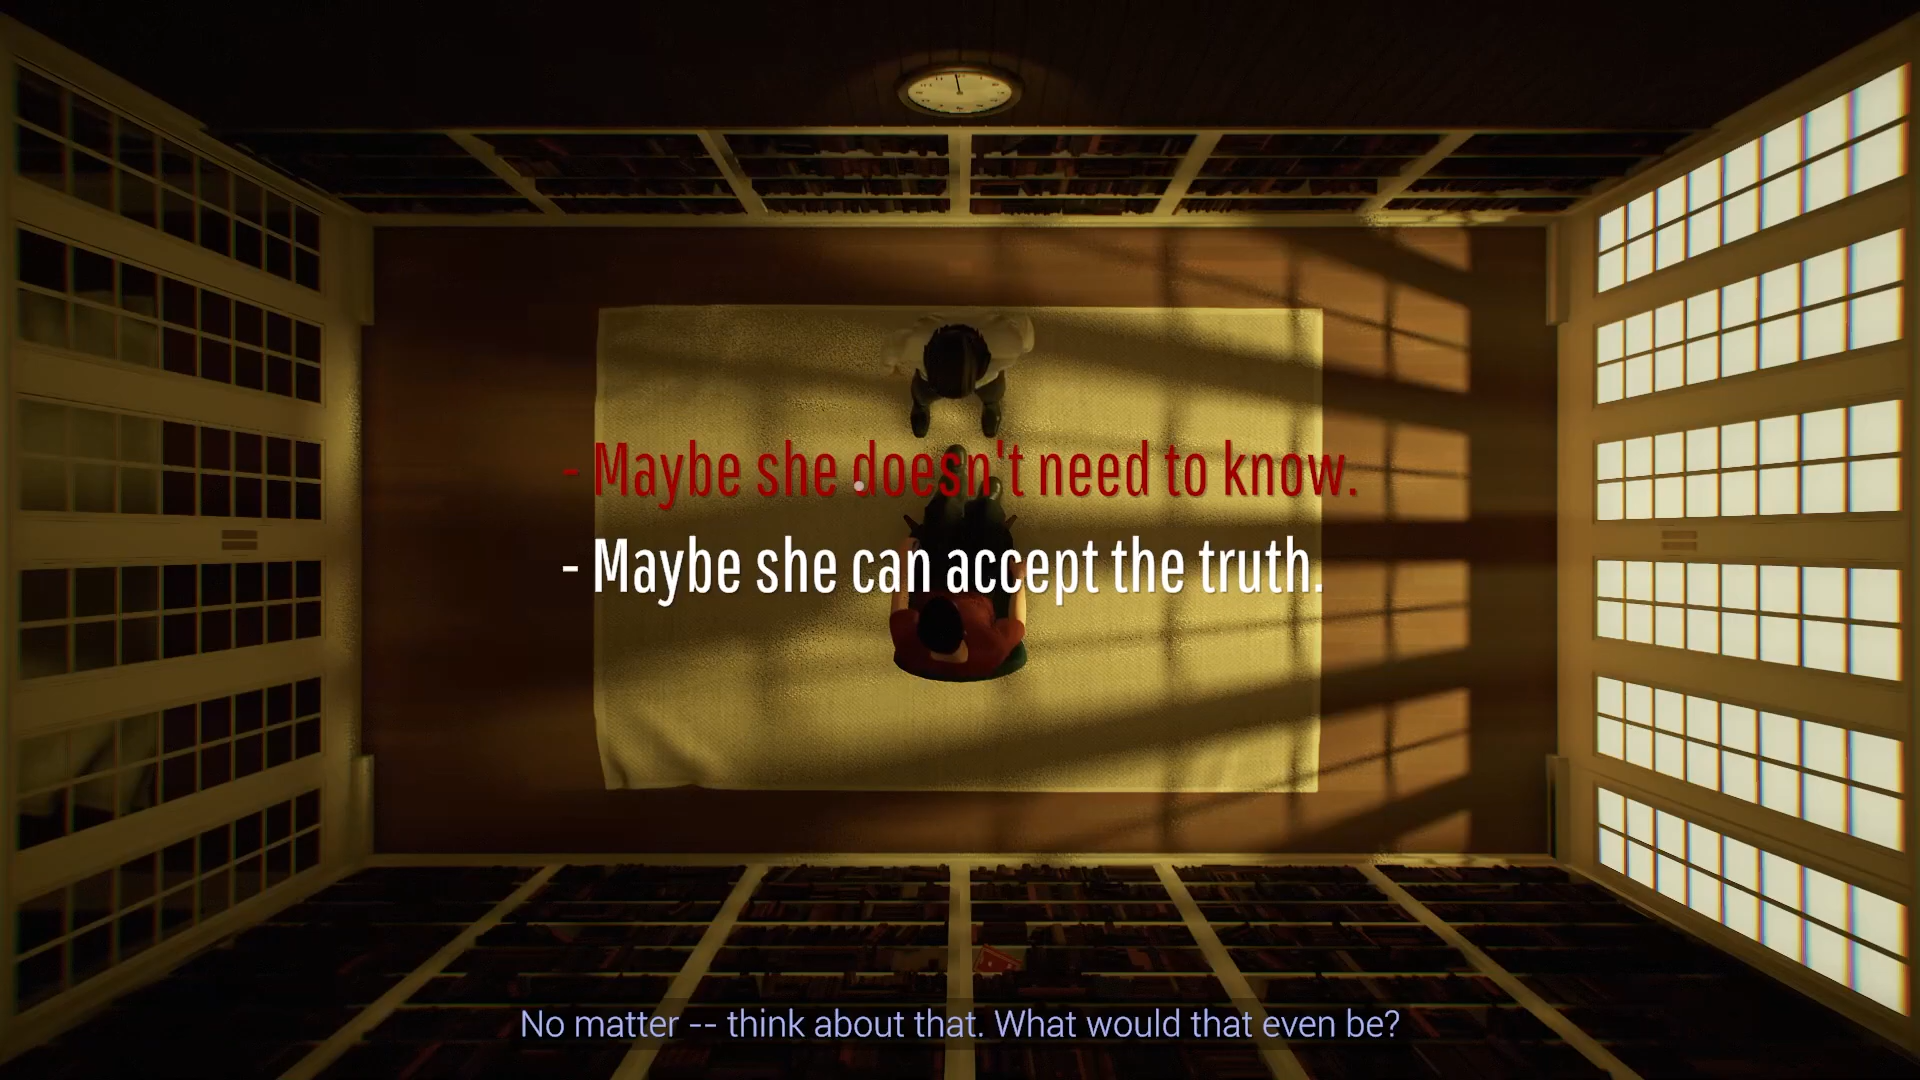 - Maybe she doesn't need to know.
- Maybe she can accept the truth.
No matter -- think about that. What would that even be?